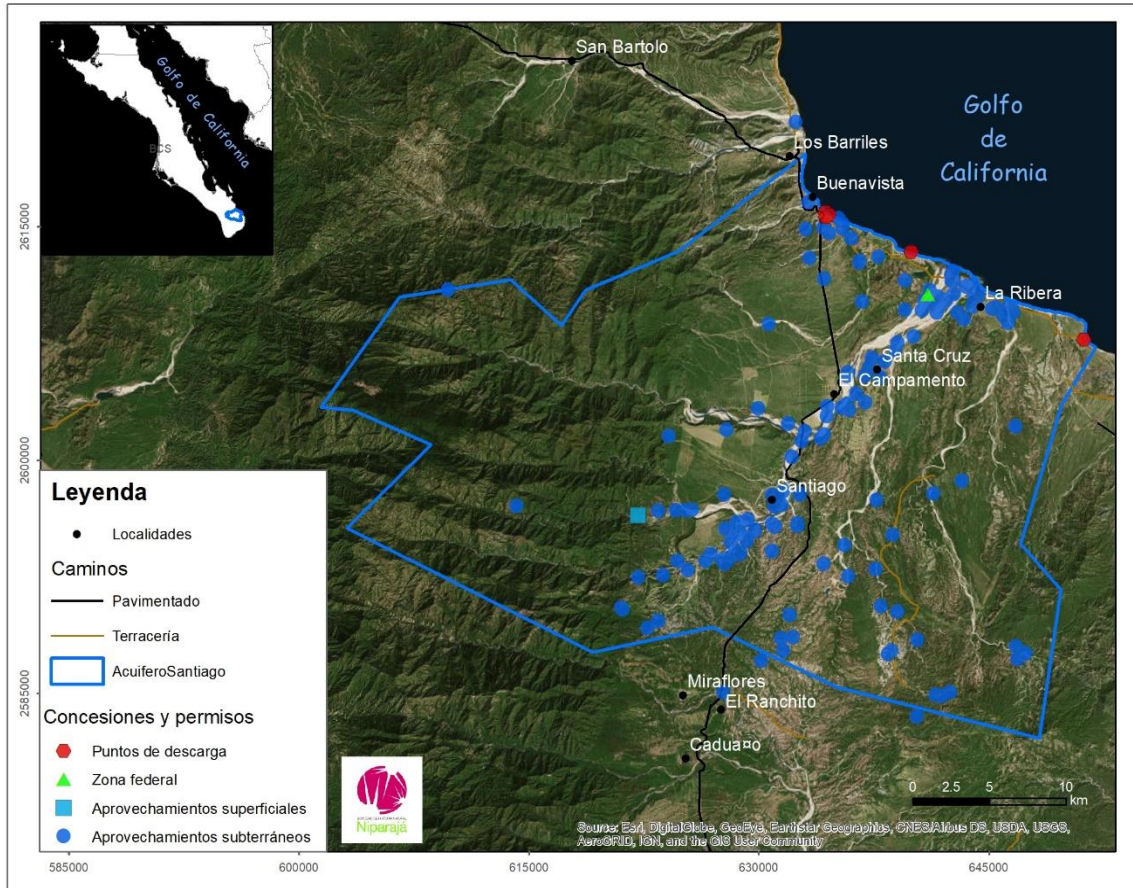 Golfo de California
BCS
San Bartolo
Golfo
de
California
Los Barriles
Buenavista
La Ribera
Santa Cruz
El Campamento
Santiago
Miraflores
El Ranchito
Cadua¤o
2615000
2600000
2585000
Leyenda
Localidades
Caminos
Pavimentado
Terracería
AcuiferoSantiago
Concesiones y permisos
Puntos de descarga
Zona federal
Aprovechamientos superficiales
Aprovechamientos subterráneos
Niparajá
0 2.5 5 10
km
Source: Esri, DigitalGlobe, GeoEye, Earthstar Geographics, CNES/Airbus DS, USDA, USGS,
AeroGRID, IGN, and the GIS User Community
585000 600000 615000 630000 645000